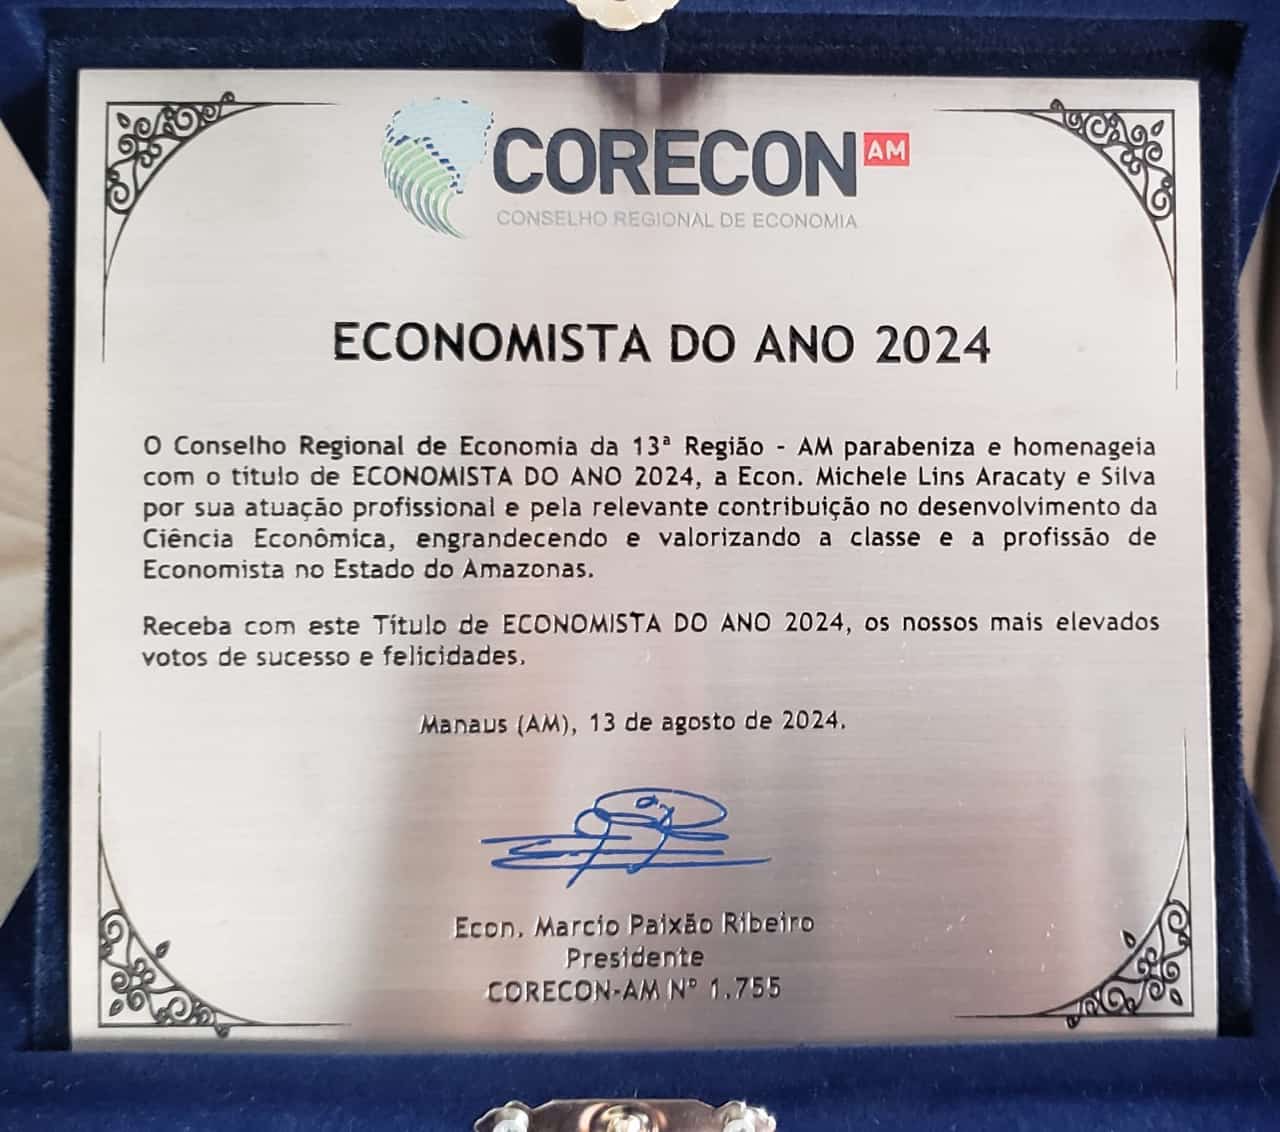 CORECON AM
CONSELHO REGIONAL DE ECONOMIA
ECONOMISTA DO ANO 2024
O Conselho Regional de Economia da 13ª Região - AM parabeniza e homenageia
com o título de ECONOMISTA DO ANO 2024, a Econ. Michele Lins Aracaty e Silva
por sua atuação profissional e pela relevante contribuição no desenvolvimento da
Ciência Econômica, engrandecendo e valorizando a classe e a profissão de
Economista no Estado do Amazonas.
Receba com este Título de ECONOMISTA DO ANO 2024, os nossos mais elevados
votos de sucesso e felicidades.
Manaus (AM), 13 de agosto de 2024.
Econ. Marcio Paixão Ribeiro
Presidente
CORECON-AM N° 1.755